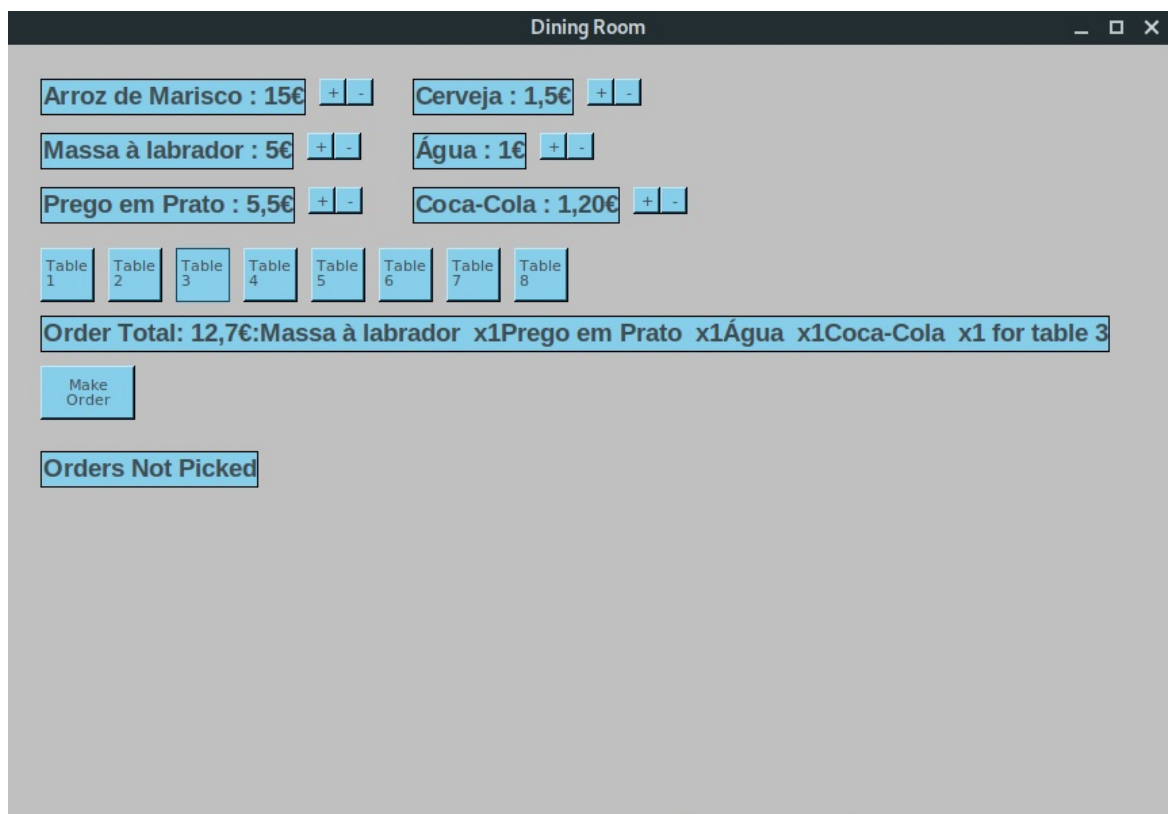 Dining Room
Arroz de Marisco : 15€ + - Cerveja : 1,5€ + -
Massa à labrador : 5€ + - Água : 1€ + -
Prego em Prato : 5,5€ + - Coca-Cola : 1,20€ + -
Table 1 Table 2 Table 3 Table 4 Table 5 Table 6 Table 7 Table 8
Order Total: 12,7€:Massa à labrador x1Prego em Prato x1Água x1Coca-Cola x1 for table 3
Make
Order
Orders Not Picked